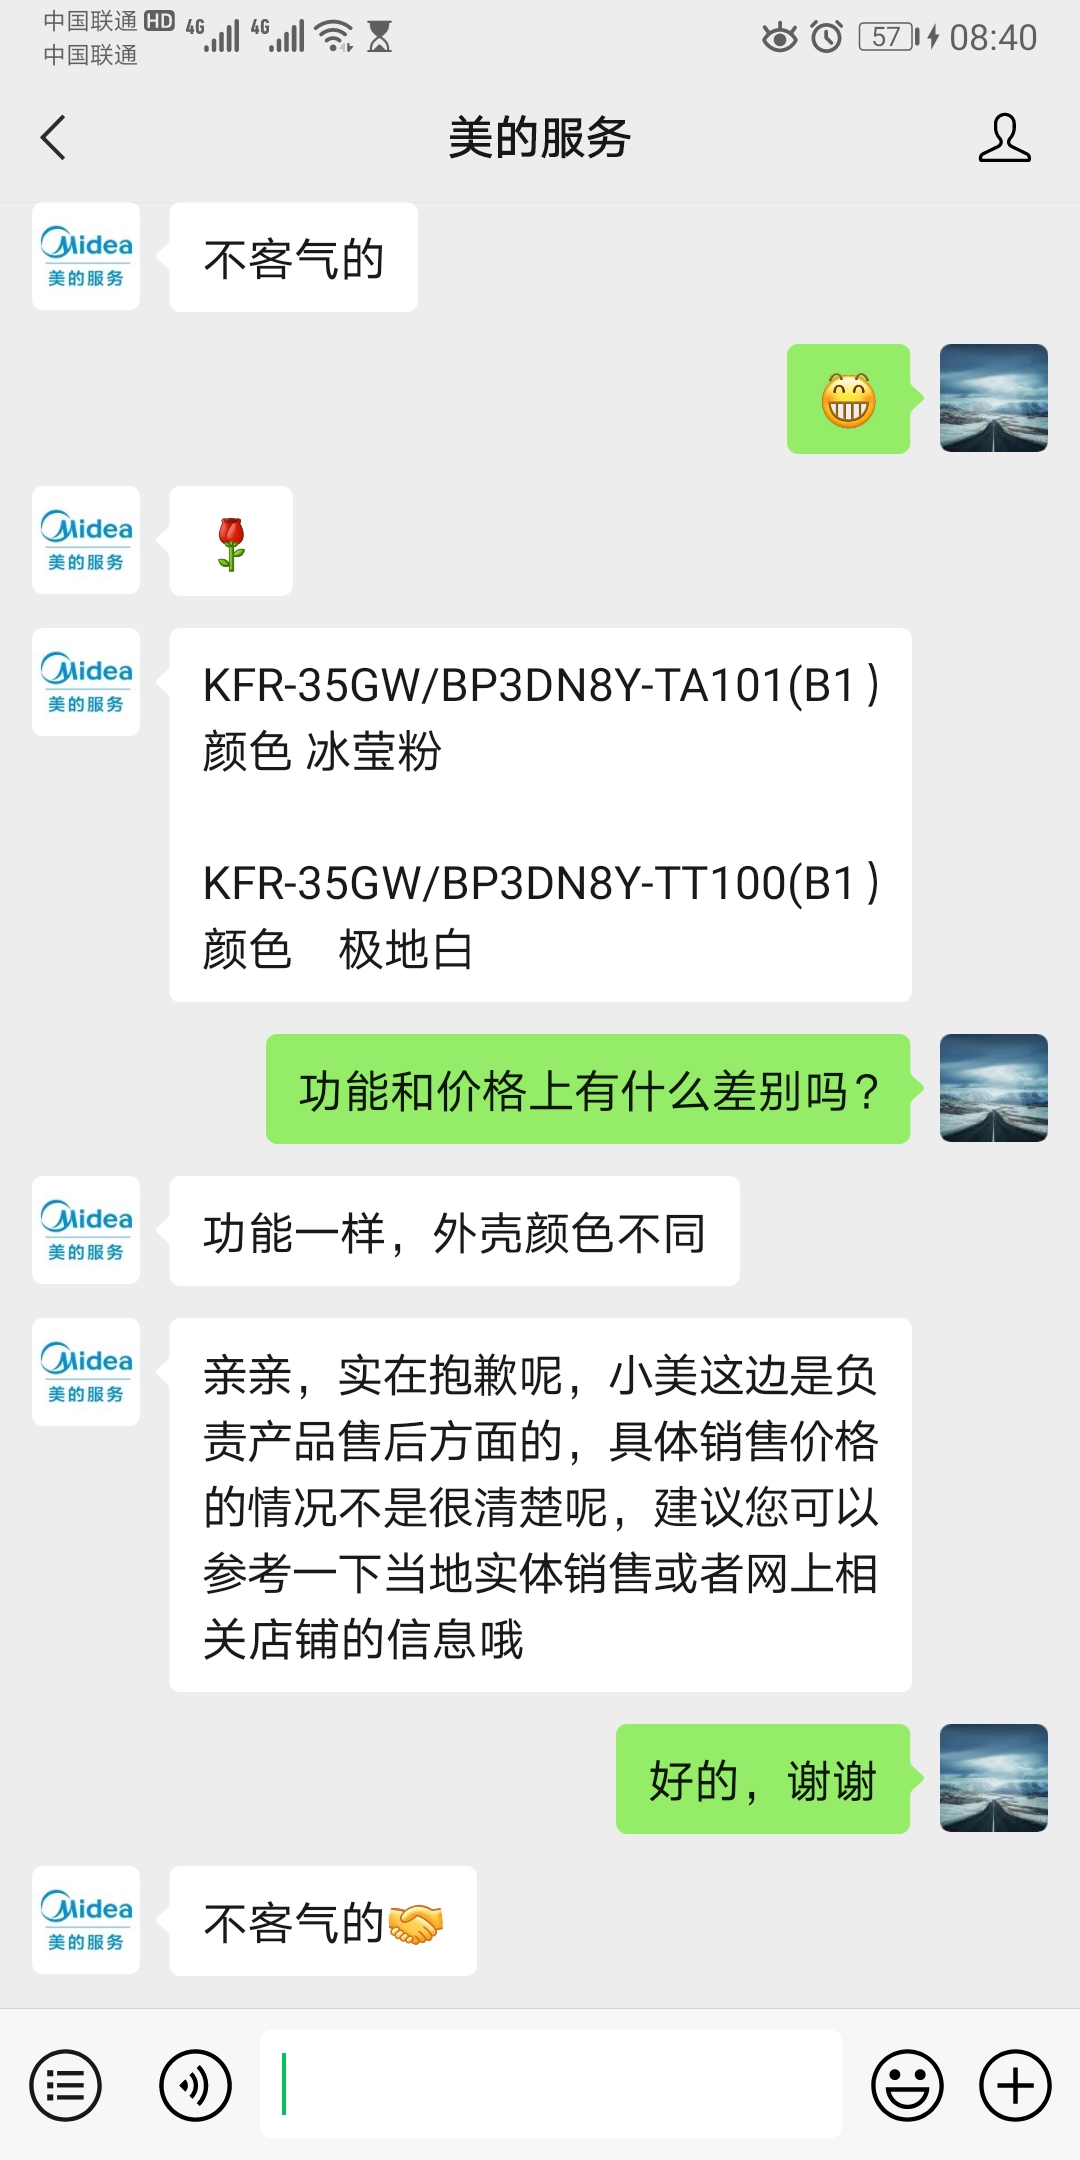 中国联通 HD 4G 4G 57 08:40
中国联通
美的服务
Midea
美的服务
不客气的
Midea
美的服务
Midea
美的服务
KFR-35GW/BP3DN8Y-TA101(B1)
颜色 冰莹粉
KFR-35GW/BP3DN8Y-TT100(B1)
颜色 极地白
功能和价格上有什么差别吗?
Midea
美的服务
功能一样，外壳颜色不同
Midea
美的服务
亲亲，实在抱歉呢，小美这边是负
责产品售后方面的，具体销售价格
的情况不是很清楚呢，建议您可以
参考一下当地实体销售或者网上相
关店铺的信息哦
好的，谢谢
Midea
美的服务
不客气的